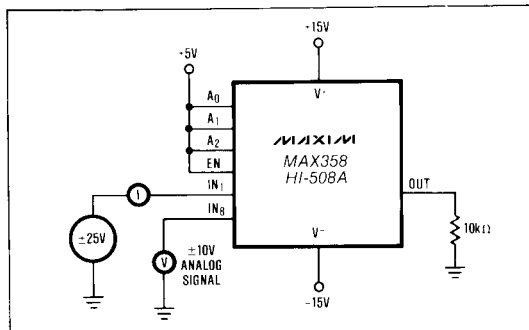 +15V
+5V
V⁺
A₀
A₁
A₂
EN
IN₁
IN₈
MAXIM
MAX358
HI-508A
OUT
I
±25V
V
±10V
ANALOG
SIGNAL
V⁻
10kΩ
-15V